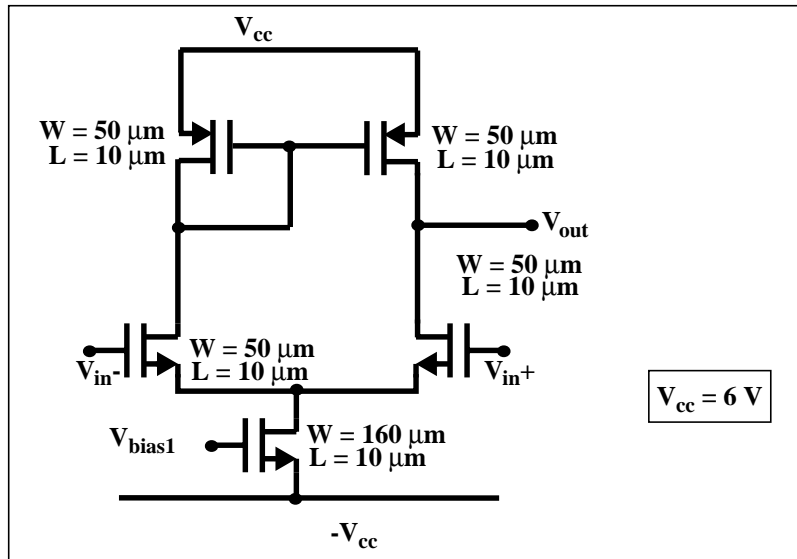 Vcc
W = 50 μm
L = 10 μm
W = 50 μm
L = 10 μm
Vout
W = 50 μm
L = 10 μm
Vin-
W = 50 μm
L = 10 μm
Vin+
Vcc = 6 V
Vbias1
W = 160 μm
L = 10 μm
-Vcc